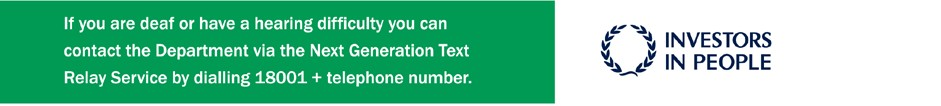 If you are deaf or have a hearing difficulty you can
contact the Department via the Next Generation Text
Relay Service by dialling 18001 + telephone number.
INVESTORS
IN PEOPLE